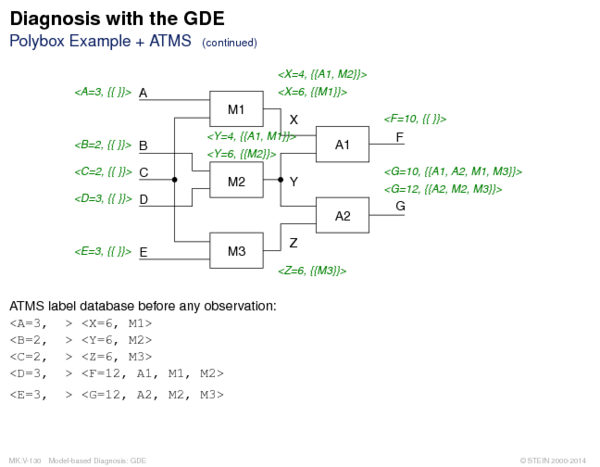 Diagnosis with the GDE
Polybox Example + ATMS (continued)
<X=4, {{A1, M2}}>
<A=3, {{ }}> A
<X=6, {{M1}}>
M1
X
<F=10, {{ }}>
F
<Y=4, {{A1, M1}}>
A1
<B=2, {{ }}> B
<Y=6, {{M2}}>
<C=2, {{ }}> C
<G=10, {{A1, A2, M1, M3}}>
M2
Y
<G=12, {{A2, M2, M3}}>
<D=3, {{ }}> D
G
A2
Z
<E=3, {{ }}> E
M3
<Z=6, {{M3}}>
ATMS label database before any observation:
<A=3, > <X=6, M1>
<B=2, > <Y=6, M2>
<C=2, > <Z=6, M3>
<D=3, > <F=12, A1, M1, M2>
<E=3, > <G=12, A2, M2, M3>
MK:V-130 Model-based Diagnosis: GDE © STEIN 2000-2014